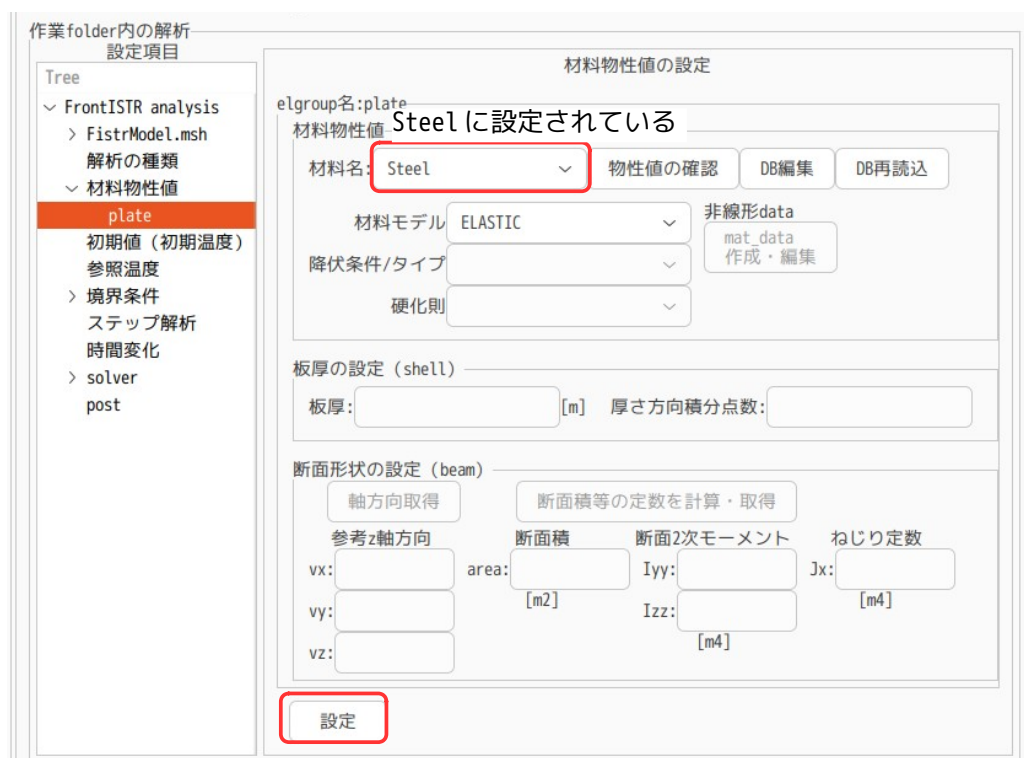 作業folder内の解析
設定項目
Tree
FrontISTR analysis
FistrModel.msh
解析の種類
材料物性値
plate
初期値（初期温度）
参照温度
境界条件
ステップ解析
時間変化
solver
post
材料物性値の設定
elgroup名:plate
Steelに設定されている
材料物性値
材料名: Steel 物性値の確認 DB編集 DB再読込
材料モデル ELASTIC
非線形data
mat_data
作成・編集
降伏条件/タイプ
硬化則
板厚の設定（shell）
板厚: [m] 厚さ方向積分点数:
断面形状の設定（beam）
軸方向取得 断面積等の定数を計算・取得
参考z軸方向 断面積 断面2次モーメント ねじり定数
vx: area: Iyy: Jx:
[m2] [m4]
vy: Izz:
[m4]
vz:
設定